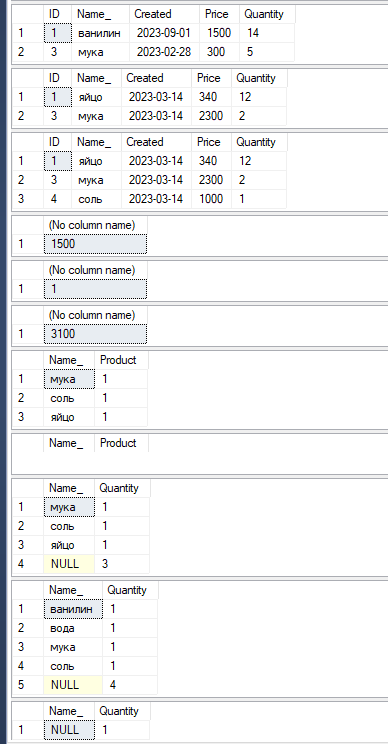 ID Name_ Created Price Quantity
1 1 ванилин 2023-09-01 1500 14
2 3 мука 2023-02-28 300 5
ID Name_ Created Price Quantity
1 1 яйцо 2023-03-14 340 12
2 3 мука 2023-03-14 2300 2
ID Name_ Created Price Quantity
1 1 яйцо 2023-03-14 340 12
2 3 мука 2023-03-14 2300 2
3 4 соль 2023-03-14 1000 1
(No column name)
1 1500
(No column name)
1 1
(No column name)
1 3100
Name_ Product
1 мука 1
2 соль 1
3 яйцо 1
Name_ Product
Name_ Quantity
1 мука 1
2 соль 1
3 яйцо 1
4 NULL 3
Name_ Quantity
1 ванилин 1
2 вода 1
3 мука 1
4 соль 1
5 NULL 4
Name_ Quantity
1 NULL 1